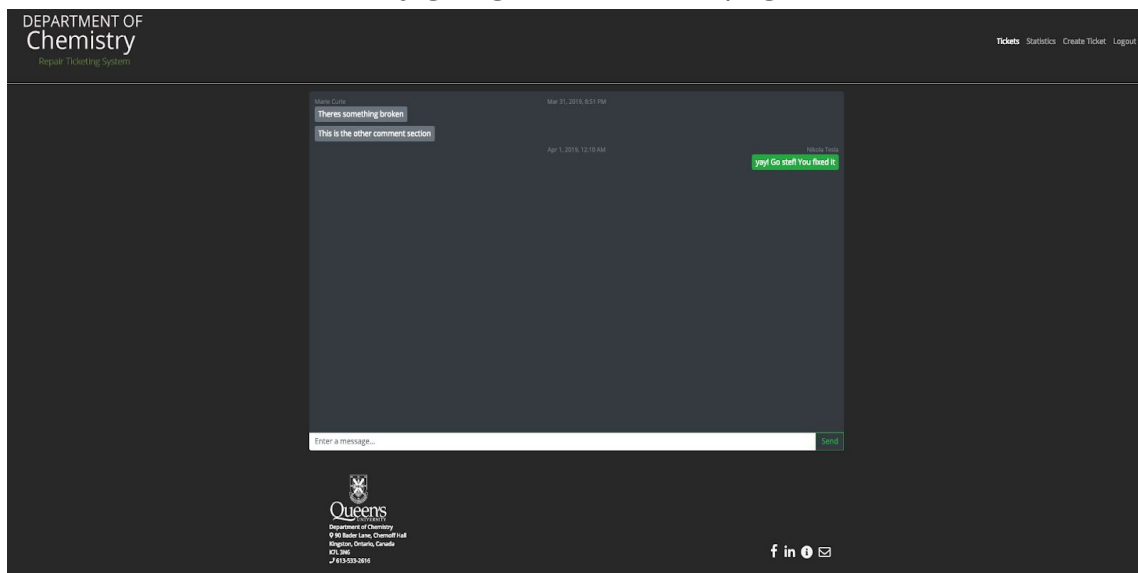 DEPARTMENT OF
Chemistry
Repair Ticketing System
Tickets Statistics Create Ticket Logout
Marie Curie Mar 31, 2019, 8:51 PM
Theres something broken
This is the other comment section
Apr 1, 2019, 12:10 AM Nikola Tesla
yay! Go stef! You fixed it
Enter a message... Send
Queen's
UNIVERSITY
Department of Chemistry
90 Bader Lane, Chernoff Hall
Kingston, Ontario, Canada
K7L 3N6
613-533-2616